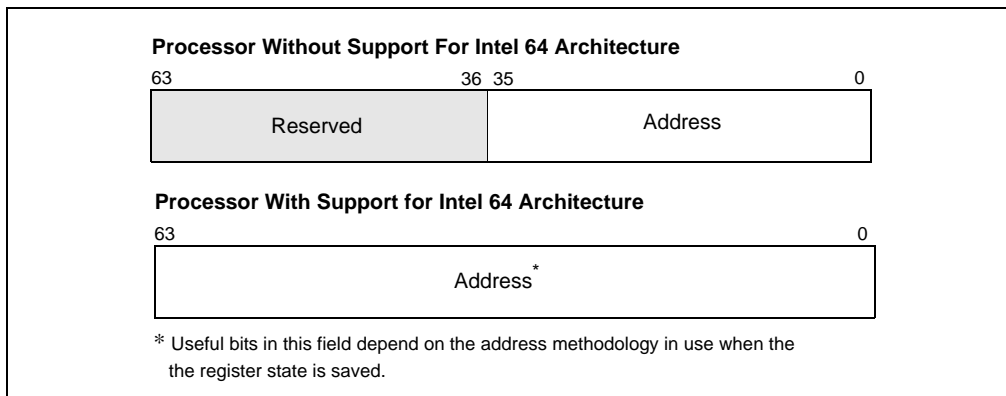 Processor Without Support For Intel 64 Architecture
63 36 35 0
Reserved Address
Processor With Support for Intel 64 Architecture
63 0
Address*
* Useful bits in this field depend on the address methodology in use when the
the register state is saved.